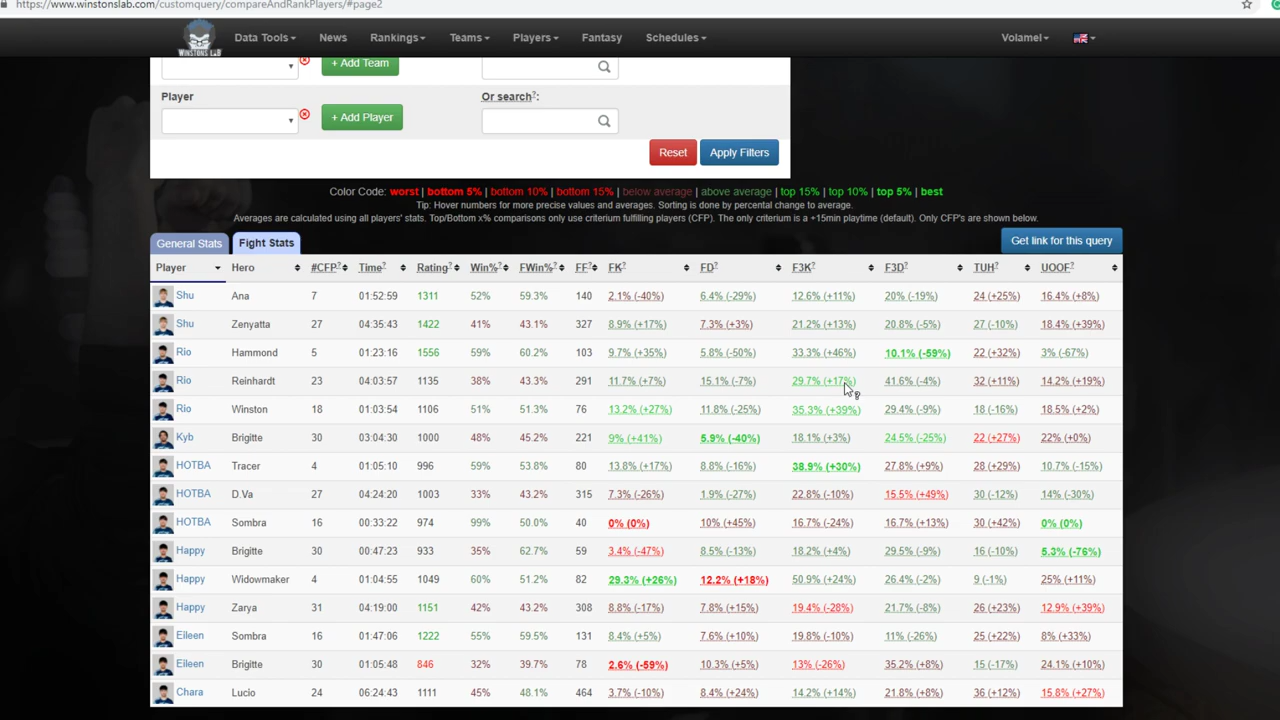 https://www.winstonslab.com/customquery/compareAndRankPlayers/#page2
WINSTONS LAB Data Tools News Rankings Teams Players Fantasy Schedules Volamel
+ Add Team
Player Or search?:
+ Add Player
Reset Apply Filters
Color Code: worst | bottom 5% | bottom 10% | bottom 15% | below average | above average | top 15% | top 10% | top 5% | best
Tip: Hover numbers for more precise values and averages. Sorting is done by percental change to average.
Averages are calculated using all players' stats. Top/Bottom x% comparisons only use criterium fulfilling players (CFP). The only criterium is a +15min playtime (default). Only CFP's are shown below.
General Stats Fight Stats Get link for this query
Player Hero #CFP? Time? Rating? Win%? FWin%? FF? FK? FD? F3K? F3D? TUH? UOOF?
Shu Ana 7 01:52:59 1311 52% 59.3% 140 2.1% (-40%) 6.4% (-29%) 12.6% (+11%) 20% (-19%) 24 (+25%) 16.4% (+8%)
Shu Zenyatta 27 04:35:43 1422 41% 43.1% 327 8.9% (+17%) 7.3% (+3%) 21.2% (+13%) 20.8% (-5%) 27 (-10%) 18.4% (+39%)
Rio Hammond 5 01:23:16 1556 59% 60.2% 103 9.7% (+35%) 5.8% (-50%) 33.3% (+46%) 10.1% (-59%) 22 (+32%) 3% (-67%)
Rio Reinhardt 23 04:03:57 1135 38% 43.3% 291 11.7% (+7%) 15.1% (-7%) 29.7% (+17%) 41.6% (-4%) 32 (+11%) 14.2% (+19%)
Rio Winston 18 01:03:54 1106 51% 51.3% 76 13.2% (+27%) 11.8% (-25%) 35.3% (+39%) 29.4% (-9%) 18 (-16%) 18.5% (+2%)
Kyb Brigitte 30 03:04:30 1000 48% 45.2% 221 9% (+41%) 5.9% (-40%) 18.1% (+3%) 24.5% (-25%) 22 (+27%) 22% (+0%)
HOTBA Tracer 4 01:05:10 996 59% 53.8% 80 13.8% (+17%) 8.8% (-16%) 38.9% (+30%) 27.8% (+9%) 28 (+29%) 10.7% (-15%)
HOTBA D.Va 27 04:24:20 1003 33% 43.2% 315 7.3% (-26%) 1.9% (-27%) 22.8% (-10%) 15.5% (+49%) 30 (-12%) 14% (-30%)
HOTBA Sombra 16 00:33:22 974 99% 50.0% 40 0% (0%) 10% (+45%) 16.7% (-24%) 16.7% (+13%) 30 (+42%) 0% (0%)
Happy Brigitte 30 00:47:23 933 35% 62.7% 59 3.4% (-47%) 8.5% (-13%) 18.2% (+4%) 29.5% (-9%) 16 (-10%) 5.3% (-76%)
Happy Widowmaker 4 01:04:55 1049 60% 51.2% 82 29.3% (+26%) 12.2% (+18%) 50.9% (+24%) 26.4% (-2%) 9 (-1%) 25% (+11%)
Happy Zarya 31 04:19:00 1151 42% 43.2% 308 8.8% (-17%) 7.8% (+15%) 19.4% (-28%) 21.7% (-8%) 26 (+23%) 12.9% (+39%)
Eileen Sombra 16 01:47:06 1222 55% 59.5% 131 8.4% (+5%) 7.6% (+10%) 19.8% (-10%) 11% (-26%) 25 (+22%) 8% (+33%)
Eileen Brigitte 30 01:05:48 846 32% 39.7% 78 2.6% (-59%) 10.3% (+5%) 13% (-26%) 35.2% (+8%) 15 (-17%) 24.1% (+10%)
Chara Lucio 24 06:24:43 1111 45% 48.1% 464 3.7% (-10%) 8.4% (+24%) 14.2% (+14%) 21.8% (+8%) 36 (+12%) 15.8% (+27%)